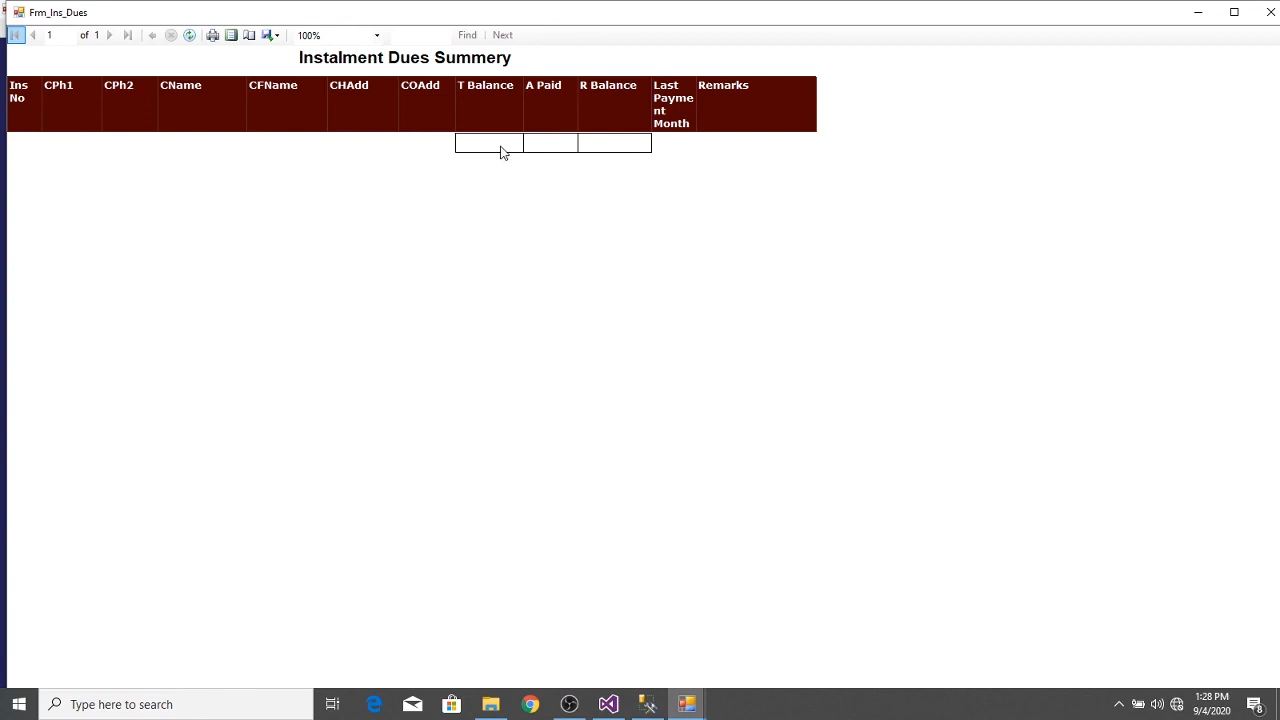 Frm_Ins_Dues
1 of 1 100% Find Next
Instalment Dues Summery
Ins No CPh1 CPh2 CName CFName CHAdd COAdd T Balance A Paid R Balance Last Payme nt Month Remarks
Type here to search
1:28 PM
9/4/2020
8